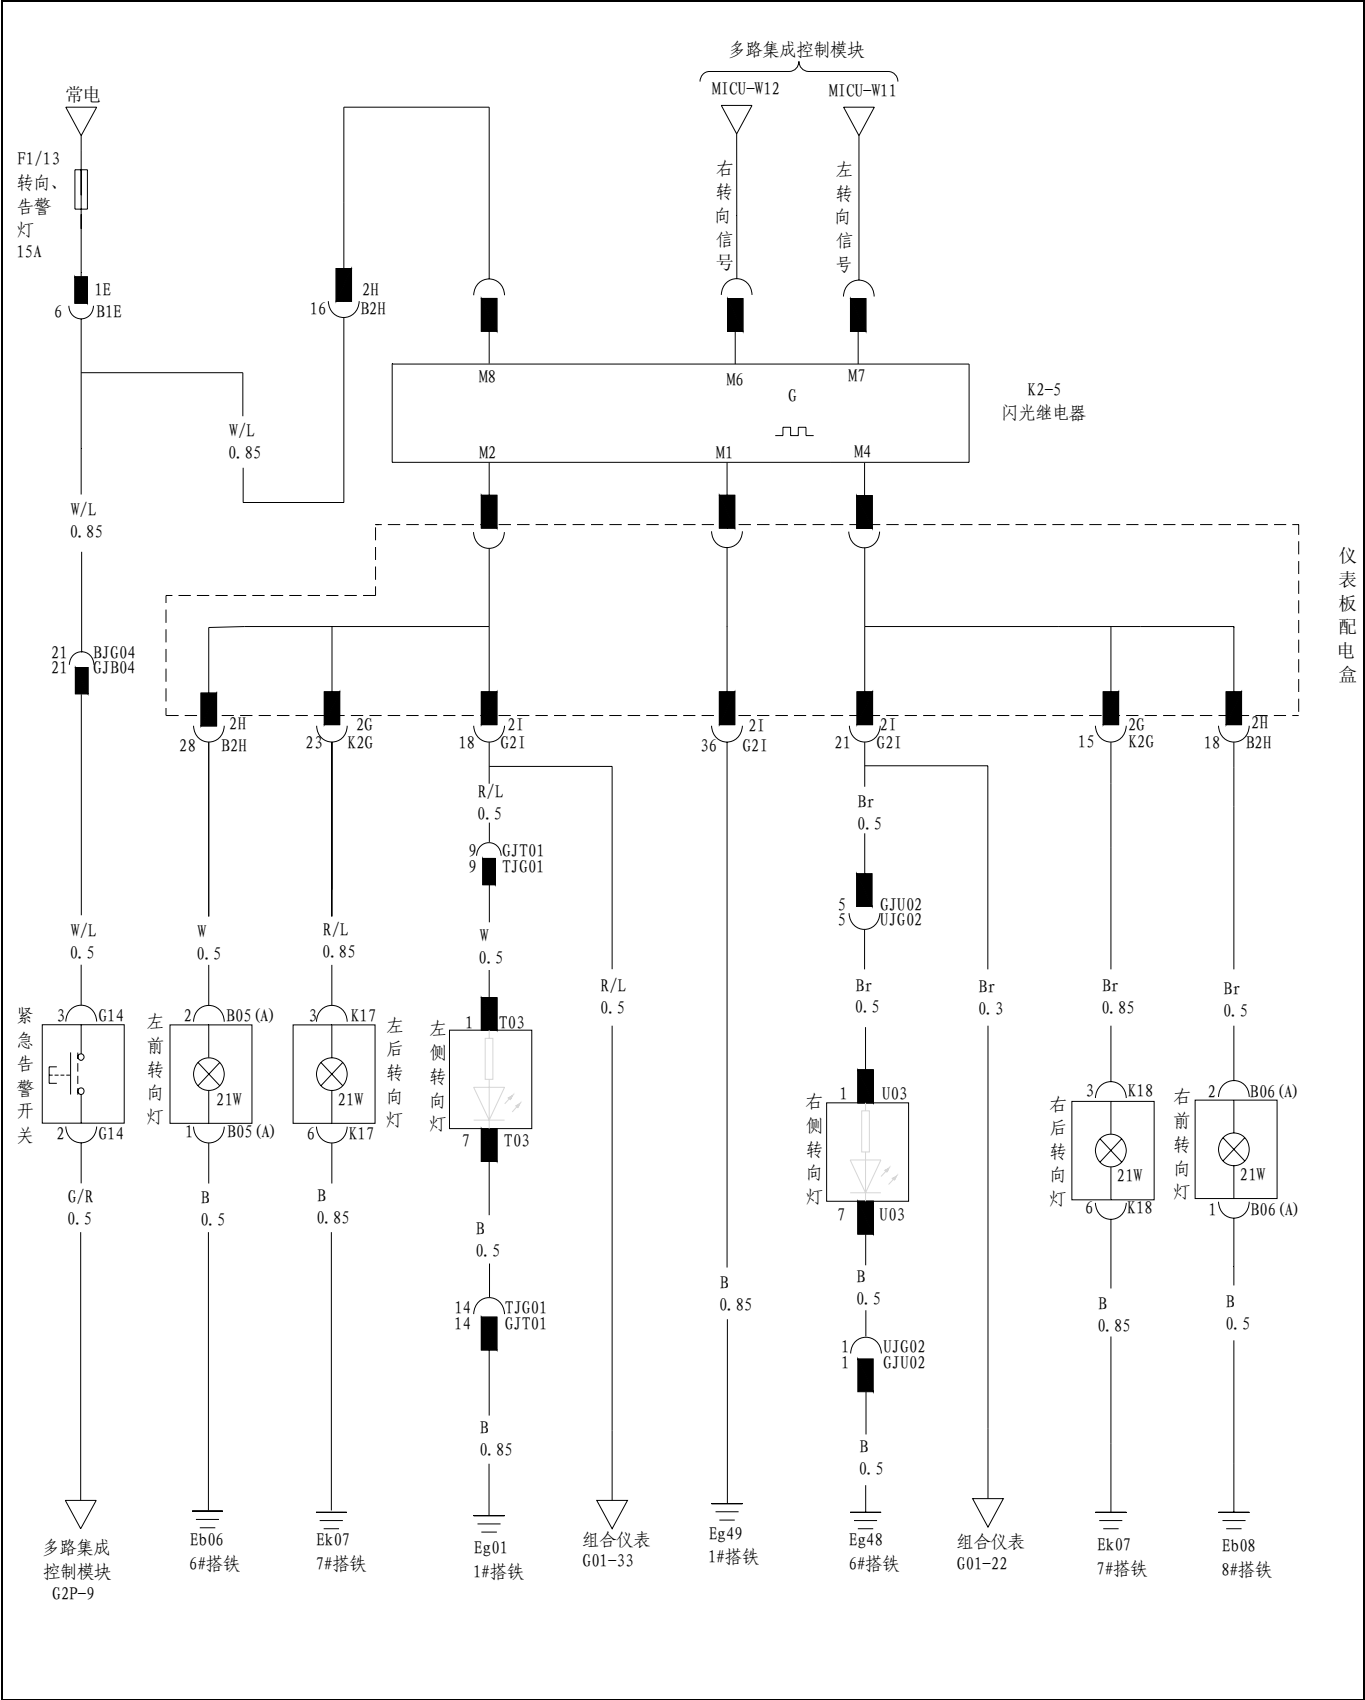 多路集成控制模块
MICU-W12
MICU-W11
常电
F1/13
转向、
告警
灯
15A
右转向信号
左转向信号
1E
6
B1E
2H
16
B2H
M8
M6
M7
G
K2-5
闪光继电器
M2
M1
M4
W/L
0.85
W/L
0.85
仪表板配电盒
21
BJG04
21
GJB04
2H
28
B2H
2G
23
K2G
2I
18
G2I
2I
36
G2I
2I
21
G2I
2G
15
K2G
2H
18
B2H
R/L
0.5
Br
0.5
9
GJT01
9
TJG01
5
GJU02
5
UJG02
W/L
0.5
W
0.5
R/L
0.85
W
0.5
R/L
0.5
Br
0.5
Br
0.3
Br
0.85
Br
0.5
紧急告警开关
3
G14
2
G14
左前转向灯
2
B05(A)
21W
1
B05(A)
3
K17
21W
6
K17
左后转向灯
左侧转向灯
1
T03
7
T03
右侧转向灯
1
U03
7
U03
右后转向灯
3
K18
21W
6
K18
右前转向灯
2
B06(A)
21W
1
B06(A)
G/R
0.5
B
0.5
B
0.85
B
0.5
B
0.85
B
0.5
B
0.85
B
0.5
14
TJG01
14
GJT01
1
UJG02
1
GJU02
B
0.85
B
0.5
多路集成
控制模块
G2P-9
Eb06
6#搭铁
Ek07
7#搭铁
Eg01
1#搭铁
组合仪表
G01-33
Eg49
1#搭铁
Eg48
6#搭铁
组合仪表
G01-22
Ek07
7#搭铁
Eb08
8#搭铁